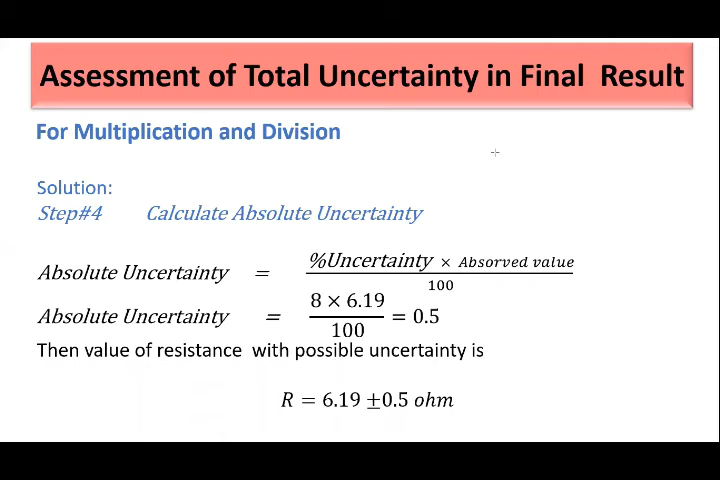 Assessment of Total Uncertainty in Final Result
For Multiplication and Division
Solution:
Step#4 Calculate Absolute Uncertainty
Absolute Uncertainty = %Uncertainty × Absorved value / 100
Absolute Uncertainty = 8 × 6.19 / 100 = 0.5
Then value of resistance with possible uncertainty is
R = 6.19 ±0.5 ohm